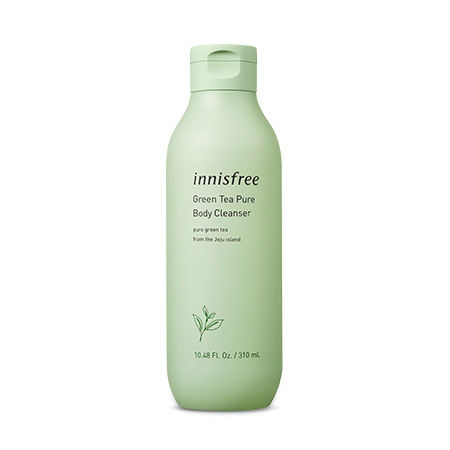 innisfree
Green Tea Pure
Body Cleanser
pure green tea
from the Jeju island
10.48 Fl. Oz. / 310 mL